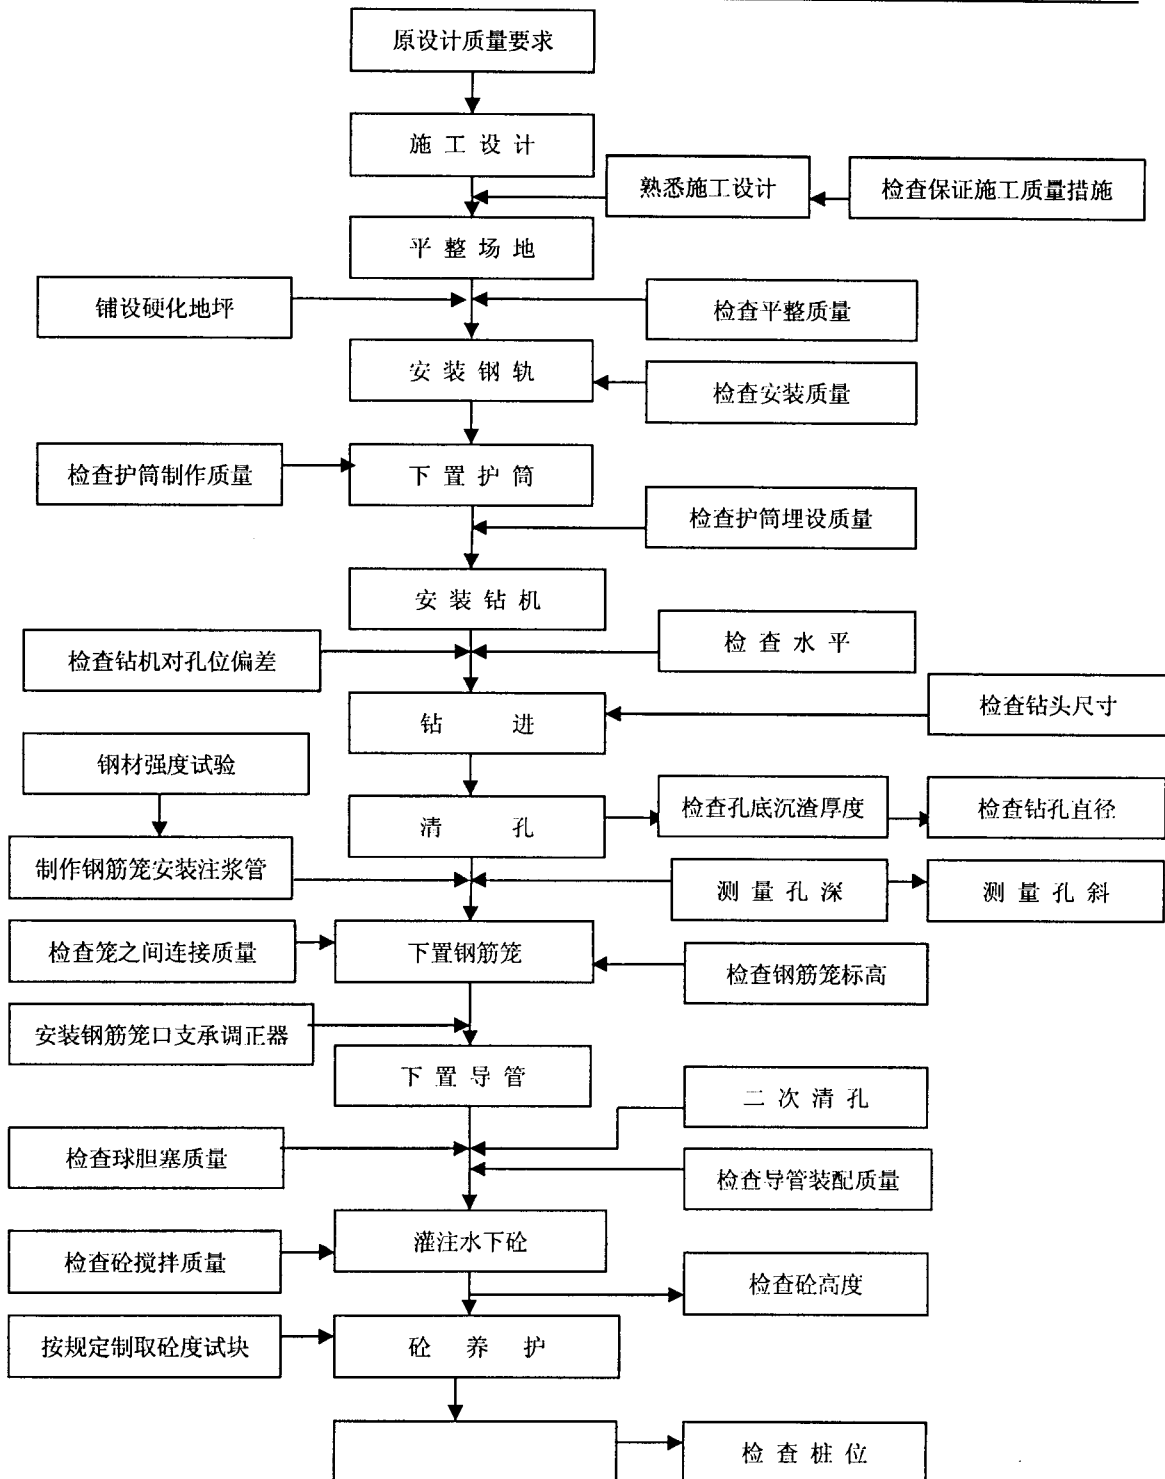 原设计质量要求
施工设计
熟悉施工设计
检查保证施工质量措施
平整场地
铺设硬化地坪
检查平整质量
安装钢轨
检查安装质量
检查护筒制作质量
下置护筒
检查护筒埋设质量
安装钻机
检查钻机对孔位偏差
检查水平
钻进
检查钻头尺寸
钢材强度试验
清孔
检查孔底沉渣厚度
检查钻孔直径
制作钢筋笼安装注浆管
测量孔深
测量孔斜
检查笼之间连接质量
下置钢筋笼
检查钢筋笼标高
安装钢筋笼口支承调正器
下置导管
二次清孔
检查球胆塞质量
检查导管装配质量
灌注水下砼
检查砼搅拌质量
检查砼高度
按规定制取砼度试块
砼养护
检查桩位